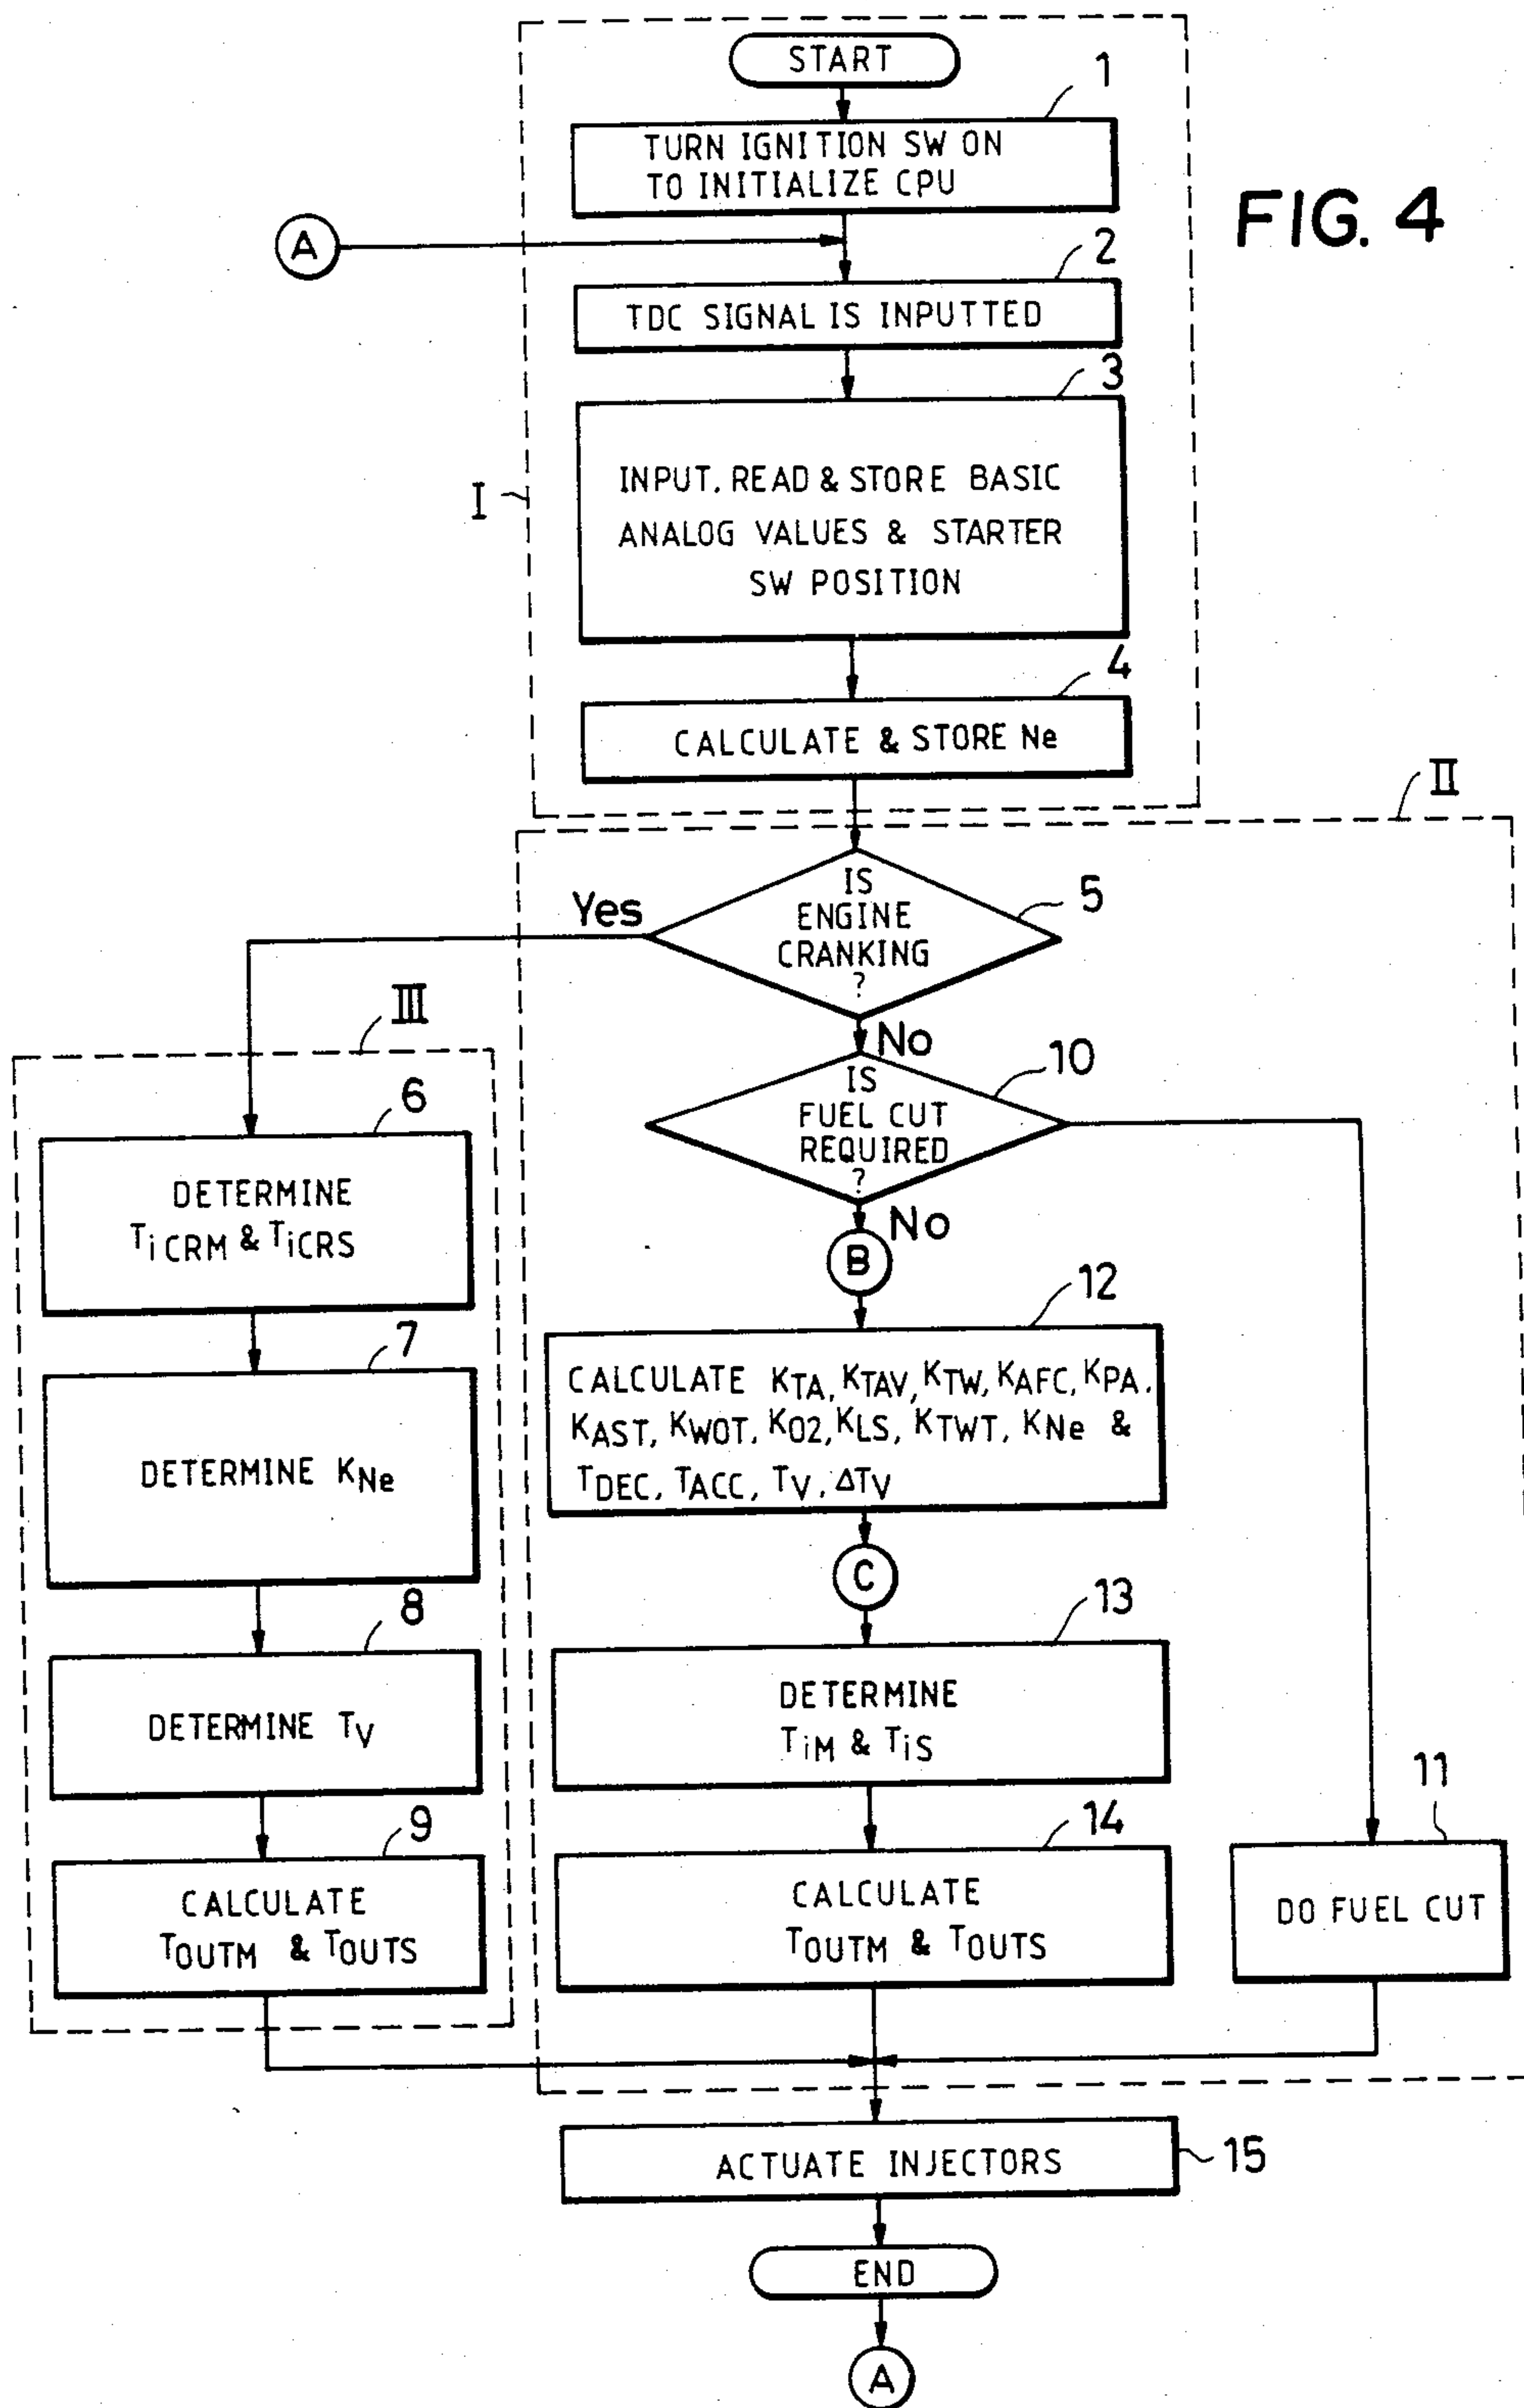 START
1
TURN IGNITION SW ON
TO INITIALIZE CPU
FIG. 4
A
2
TDC SIGNAL IS INPUTTED
3
INPUT, READ & STORE BASIC
ANALOG VALUES & STARTER
SW POSITION
I
4
CALCULATE & STORE Ne
II
IS
ENGINE
CRANKING
?
5
Yes
No
III
IS
FUEL CUT
REQUIRED
?
10
No
B
6
DETERMINE
TiCRM & TiCRS
12
CALCULATE KTA, KTAV, KTW, KAFC, KPA,
KAST, KWOT, KO2, KLS, KTWT, KNe &
TDEC, TACC, TV, ΔTV
7
DETERMINE KNe
C
8
DETERMINE TV
13
DETERMINE
TiM & TiS
9
CALCULATE
TOUTM & TOUTS
14
CALCULATE
TOUTM & TOUTS
11
DO FUEL CUT
ACTUATE INJECTORS
15
END
A